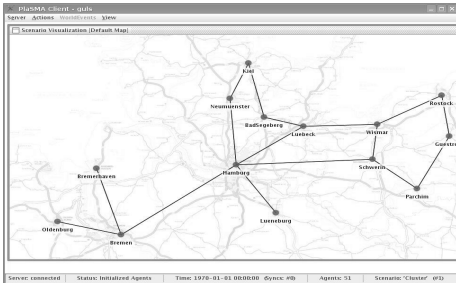 PlaSMA Client - guls
Server Actions WorldEvents View
Scenario Visualization (Default Map)
Kiel
Rostock
Neumuenster
BadSegeberg
Luebeck
Wismar
Guestro
Hamburg
Schwerin
Bremerhaven
Parchim
Lueneburg
Oldenburg
Bremen
Server: connected Status: Initialized Agents Time: 1970-01-01 00:00:00 (Syncs: #0) Agents: 51 Scenario: 'Cluster' (#1)